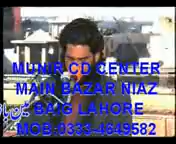 MUNIR CD CENTER
MAIN BAZAR NIAZ
BAIG LAHORE
MOB:0333-4649582